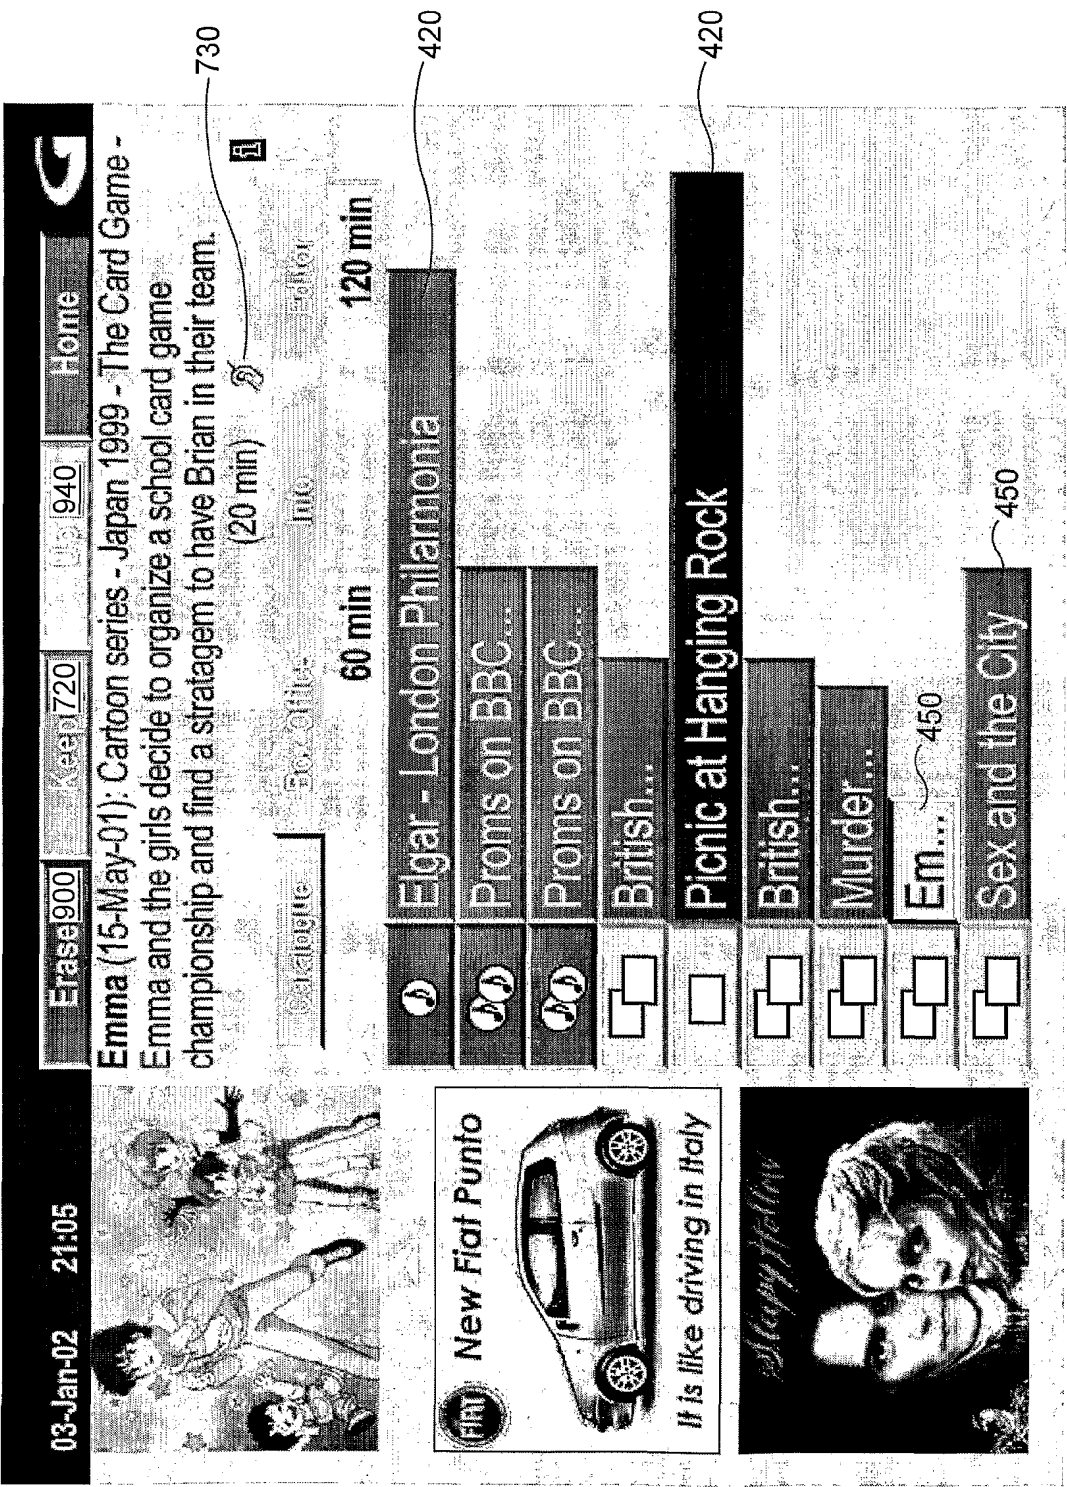 03-Jan-02 21:05 Erase 900 Keep 720 Up 940 Home
Emma (15-May-01): Cartoon series - Japan 1999 - The Card Game -
Emma and the girls decide to organize a school card game
championship and find a stratagem to have Brian in their team.
(20 min)
730
i
Catalogue Box Office Info Editor
60 min 120 min
Elgar - London Philarmonia
420
Proms on BBC...
Proms on BBC...
British...
Picnic at Hanging Rock
420
British...
Murder...
Em...
450
Sex and the City
450
FIAT
New Fiat Punto
It is like driving in Italy